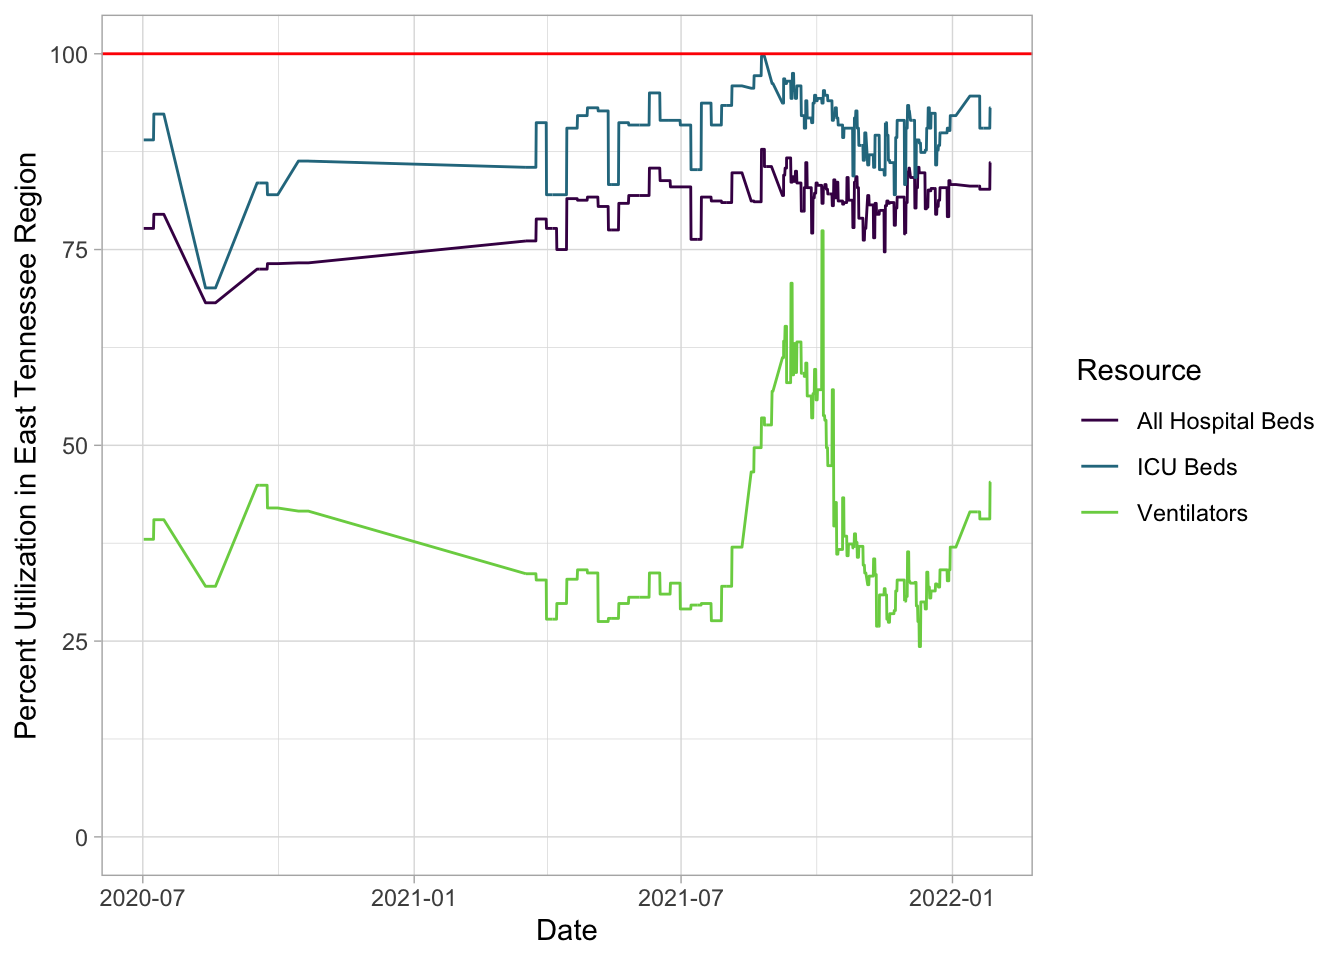 Percent Utilization in East Tennessee Region
100
75
50
25
0
2020-07
2021-01
2021-07
2022-01
Date
Resource
All Hospital Beds
ICU Beds
Ventilators